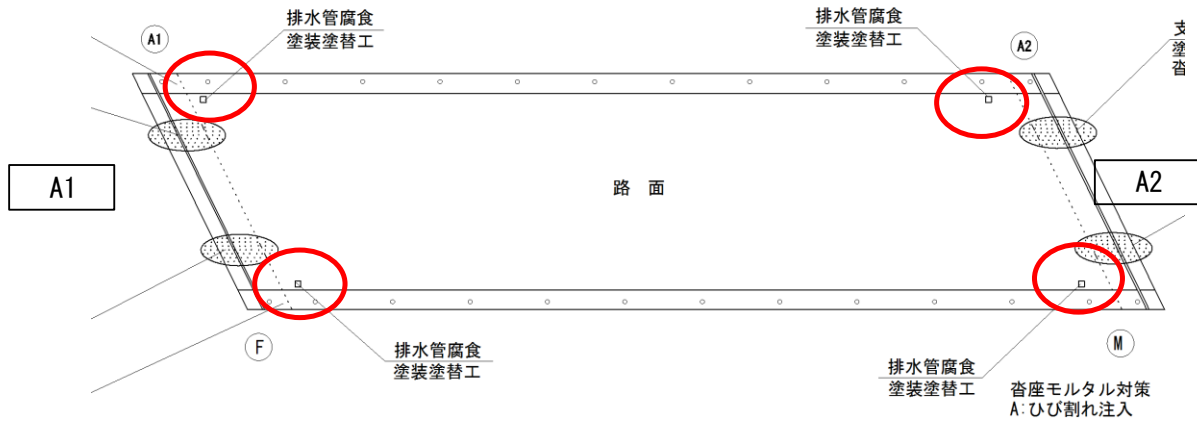 排水管腐食
塗装塗替工
排水管腐食
塗装塗替工
A1
A2
支
塗
沓
A1
路 面
A2
F
M
排水管腐食
塗装塗替工
排水管腐食
塗装塗替工
沓座モルタル対策
A:ひび割れ注入